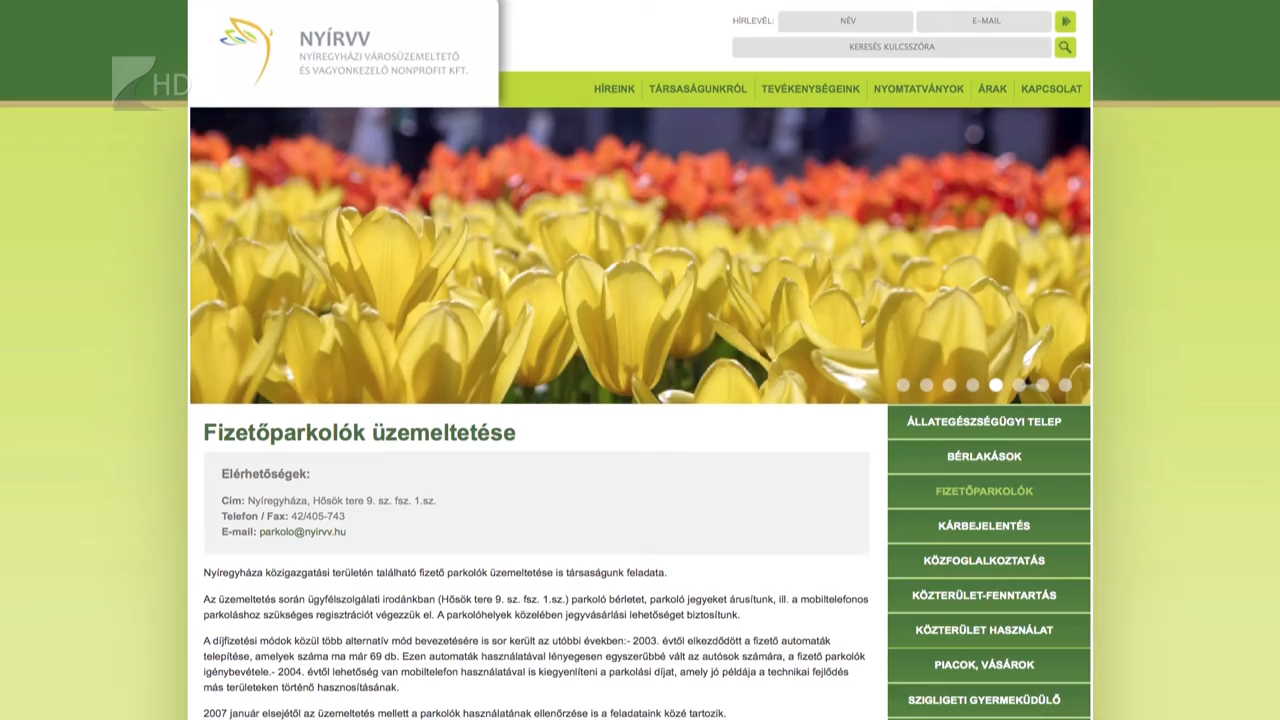 HD
NYÍRVV
NYÍREGYHÁZI VÁROSÜZEMELTETŐ
ÉS VAGYONKEZELŐ NONPROFIT KFT.
HÍRLEVÉL:
NÉV
E-MAIL
KERESÉS KULCSSZÓRA
HÍREINK
TÁRSASÁGUNKRÓL
TEVÉKENYSÉGEINK
NYOMTATVÁNYOK
ÁRAK
KAPCSOLAT
Fizetőparkolók üzemeltetése
Elérhetőségek:
Cím: Nyíregyháza, Hősök tere 9. sz. fsz. 1.sz.
Telefon / Fax: 42/405-743
E-mail: parkolo@nyirvv.hu
Nyíregyháza közigazgatási területén található fizető parkolók üzemeltetése is társaságunk feladata.
Az üzemeltetés során ügyfélszolgálati irodánkban (Hősök tere 9. sz. fsz. 1.sz.) parkoló bérletet, parkoló jegyeket árusítunk, ill. a mobiltelefonos
parkoláshoz szükséges regisztrációt végezzük el. A parkolóhelyek közelében jegyvásárlási lehetőséget biztosítunk.
A díjfizetési módok közül több alternatív mód bevezetésére is sor került az utóbbi években:- 2003. évtől elkezdődött a fizető automaták
telepítése, amelyek száma ma már 69 db. Ezen automaták használatával lényegesen egyszerűbbé vált az autósok számára, a fizető parkolók
igénybevétele.- 2004. évtől lehetőség van mobiltelefon használatával is kiegyenlíteni a parkolási díjat, amely jó példája a technikai fejlődés
más területeken történő hasznosításának.
2007 január elsejétől az üzemeltetés mellett a parkolók használatának ellenőrzése is a feladataink közé tartozik.
ÁLLATEGÉSZSÉGÜGYI TELEP
BÉRLAKÁSOK
FIZETŐPARKOLÓK
KÁRBEJELENTÉS
KÖZFOGLALKOZTATÁS
KÖZTERÜLET-FENNTARTÁS
KÖZTERÜLET HASZNÁLAT
PIACOK, VÁSÁROK
SZIGLIGETI GYERMEKÜDÜLŐ